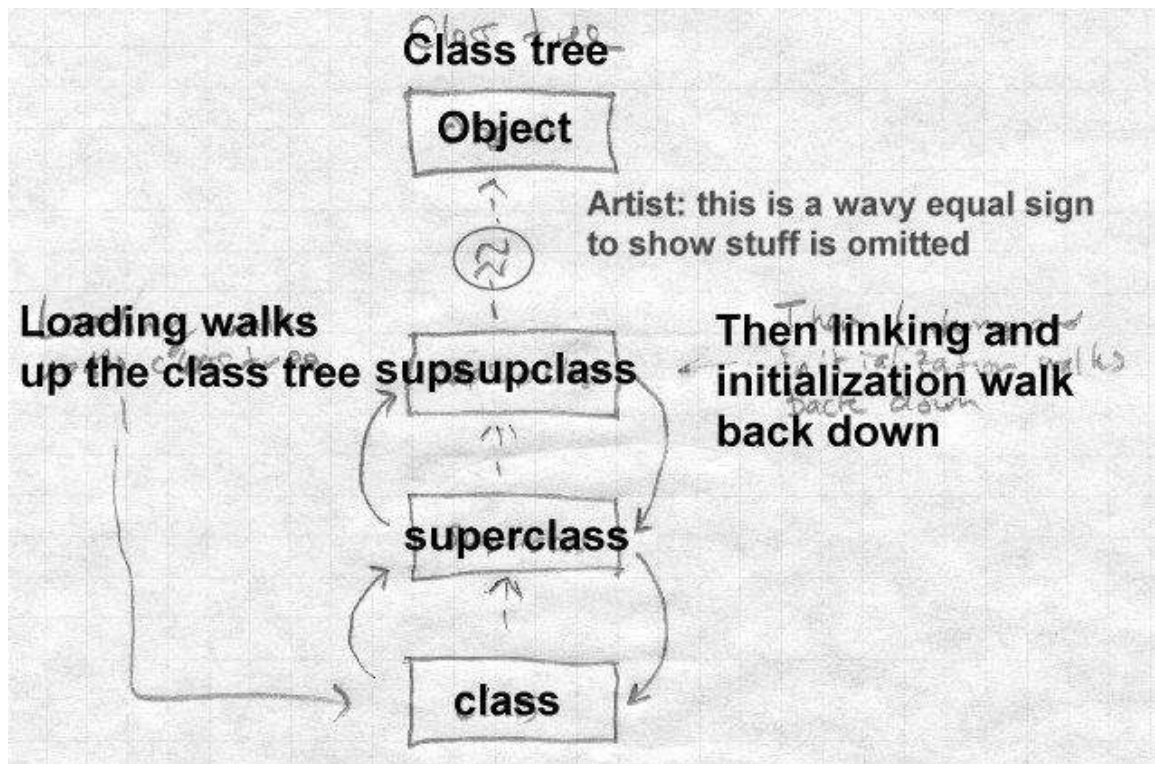 Class tree
Object
Artist: this is a wavy equal sign
to show stuff is omitted
Loading walks
up the class tree
supsupclass
Then linking and
initialization walk
back down
superclass
class